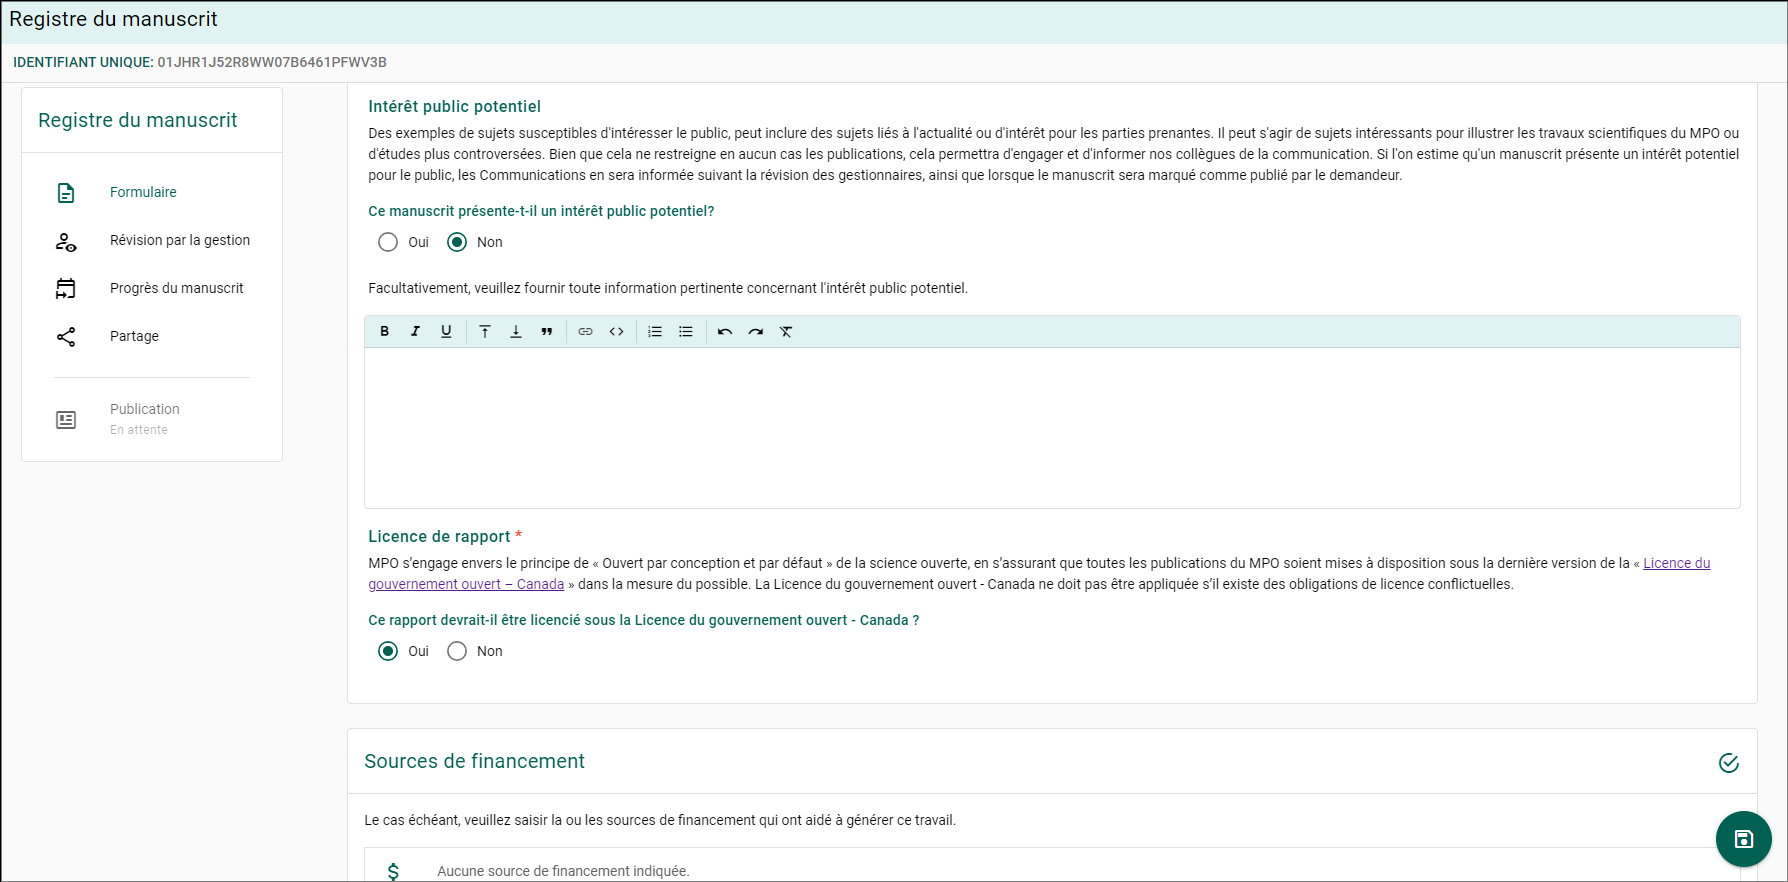 Registre du manuscrit
IDENTIFIANT UNIQUE: 01JHR1J52R8WW07B6461PFWV3B
Registre du manuscrit
Formulaire
Révision par la gestion
Progrès du manuscrit
Partage
Publication
En attente
Intérêt public potentiel
Des exemples de sujets susceptibles d'intéresser le public, peut inclure des sujets liés à l'actualité ou d'intérêt pour les parties prenantes. Il peut s'agir de sujets intéressants pour illustrer les travaux scientifiques du MPO ou
d'études plus controversées. Bien que cela ne restreigne en aucun cas les publications, cela permettra d'engager et d'informer nos collègues de la communication. Si l'on estime qu'un manuscrit présente un intérêt potentiel
pour le public, les Communications en sera informée suivant la révision des gestionnaires, ainsi que lorsque le manuscrit sera marqué comme publié par le demandeur.
Ce manuscrit présente-t-il un intérêt public potentiel?
Oui Non
Facultativement, veuillez fournir toute information pertinente concernant l'intérêt public potentiel.
Licence de rapport *
MPO s’engage envers le principe de « Ouvert par conception et par défaut » de la science ouverte, en s’assurant que toutes les publications du MPO soient mises à disposition sous la dernière version de la « Licence du
gouvernement ouvert – Canada » dans la mesure du possible. La Licence du gouvernement ouvert - Canada ne doit pas être appliquée s’il existe des obligations de licence conflictuelles.
Ce rapport devrait-il être licencié sous la Licence du gouvernement ouvert - Canada ?
Oui Non
Sources de financement
Le cas échéant, veuillez saisir la ou les sources de financement qui ont aidé à générer ce travail.
Aucune source de financement indiquée.